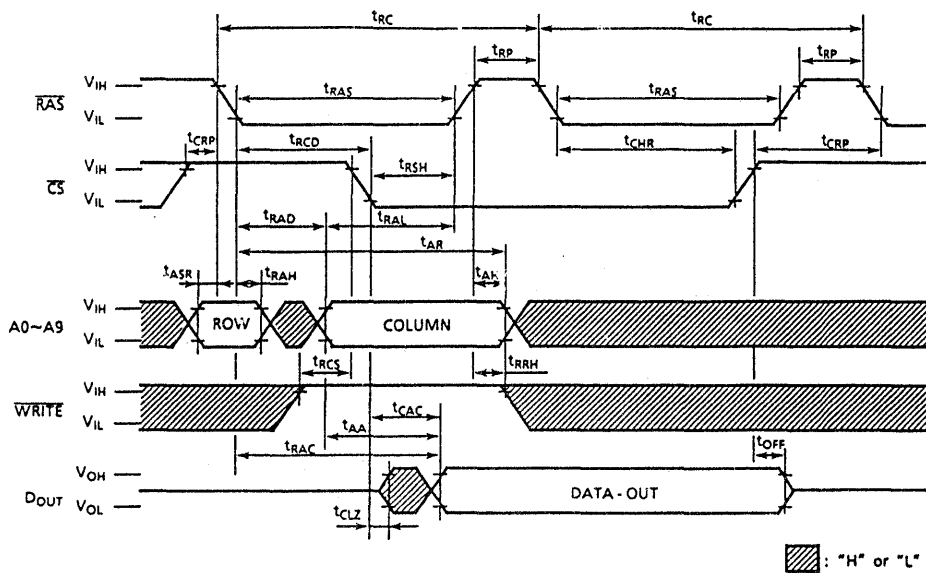 tRC tRC
tRP tRP
RAS VIH VIL tRAS tRAS
tCRP tRCD tCHR tCRP
CS VIH VIL tRSH
tRAD tRAL
tAR
tASR tRAH tAH
A0~A9 VIH VIL ROW COLUMN
tRCS tRRH
WRITE VIH VIL
tCAC
tAA
tRAC tOFF
DOUT VOH VOL DATA-OUT
tCLZ
: "H" or "L"